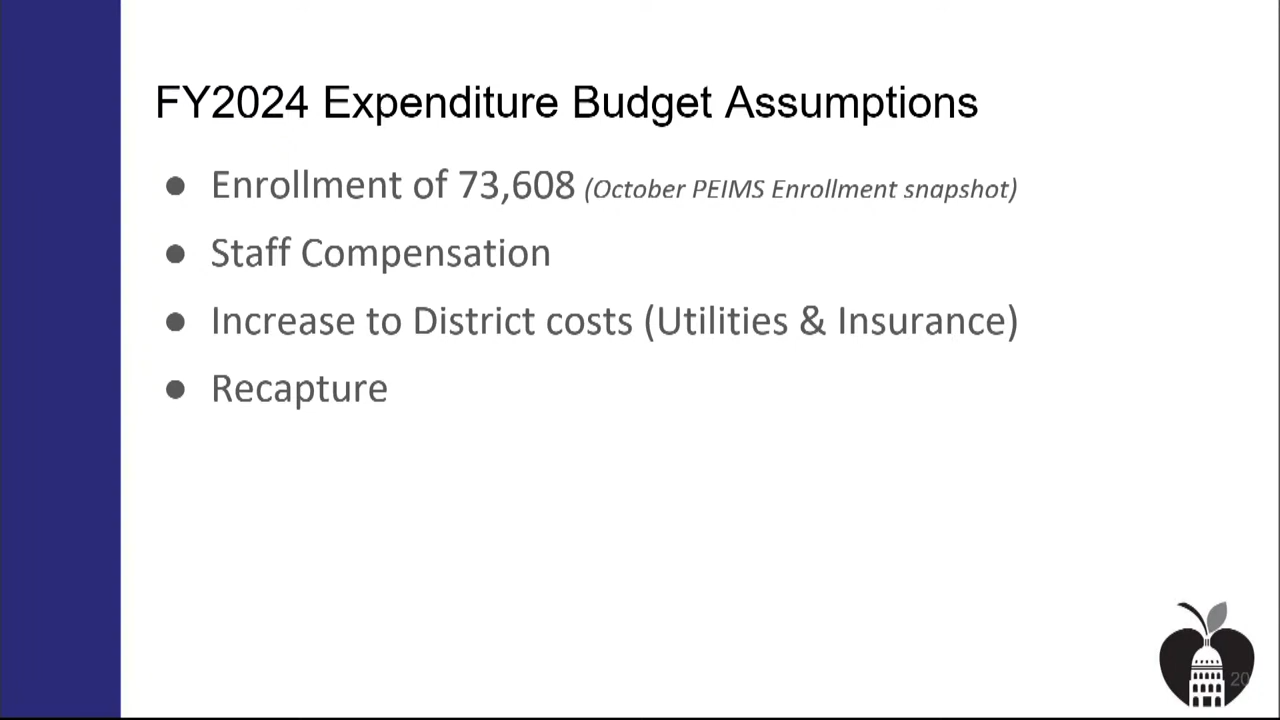 FY2024 Expenditure Budget Assumptions
● Enrollment of 73,608 (October PEIMS Enrollment snapshot)
● Staff Compensation
● Increase to District costs (Utilities & Insurance)
● Recapture
20